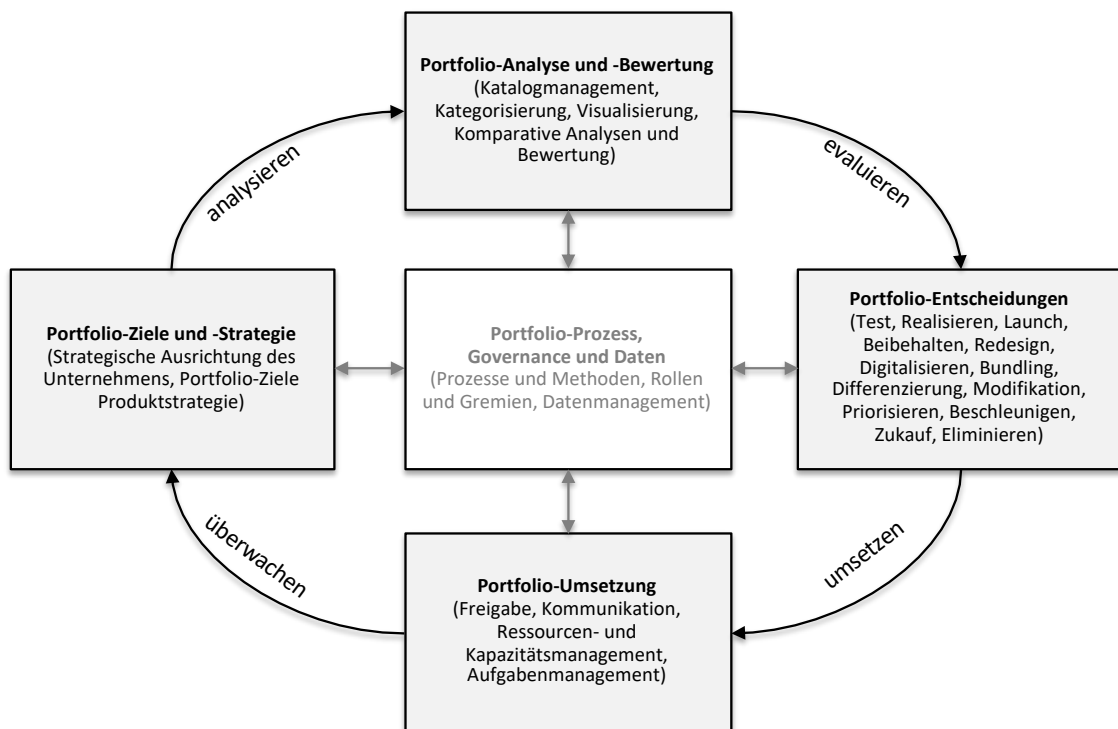 Portfolio-Analyse und -Bewertung
(Katalogmanagement,
Kategorisierung, Visualisierung,
Komparative Analysen und
Bewertung)
analysieren
evaluieren
Portfolio-Ziele und -Strategie
(Strategische Ausrichtung des
Unternehmens, Portfolio-Ziele
Produktstrategie)
Portfolio-Prozess,
Governance und Daten
(Prozesse und Methoden, Rollen
und Gremien, Datenmanagement)
Portfolio-Entscheidungen
(Test, Realisieren, Launch,
Beibehalten, Redesign,
Digitalisieren, Bundling,
Differenzierung, Modifikation,
Priorisieren, Beschleunigen,
Zukauf, Eliminieren)
überwachen
umsetzen
Portfolio-Umsetzung
(Freigabe, Kommunikation,
Ressourcen- und
Kapazitätsmanagement,
Aufgabenmanagement)